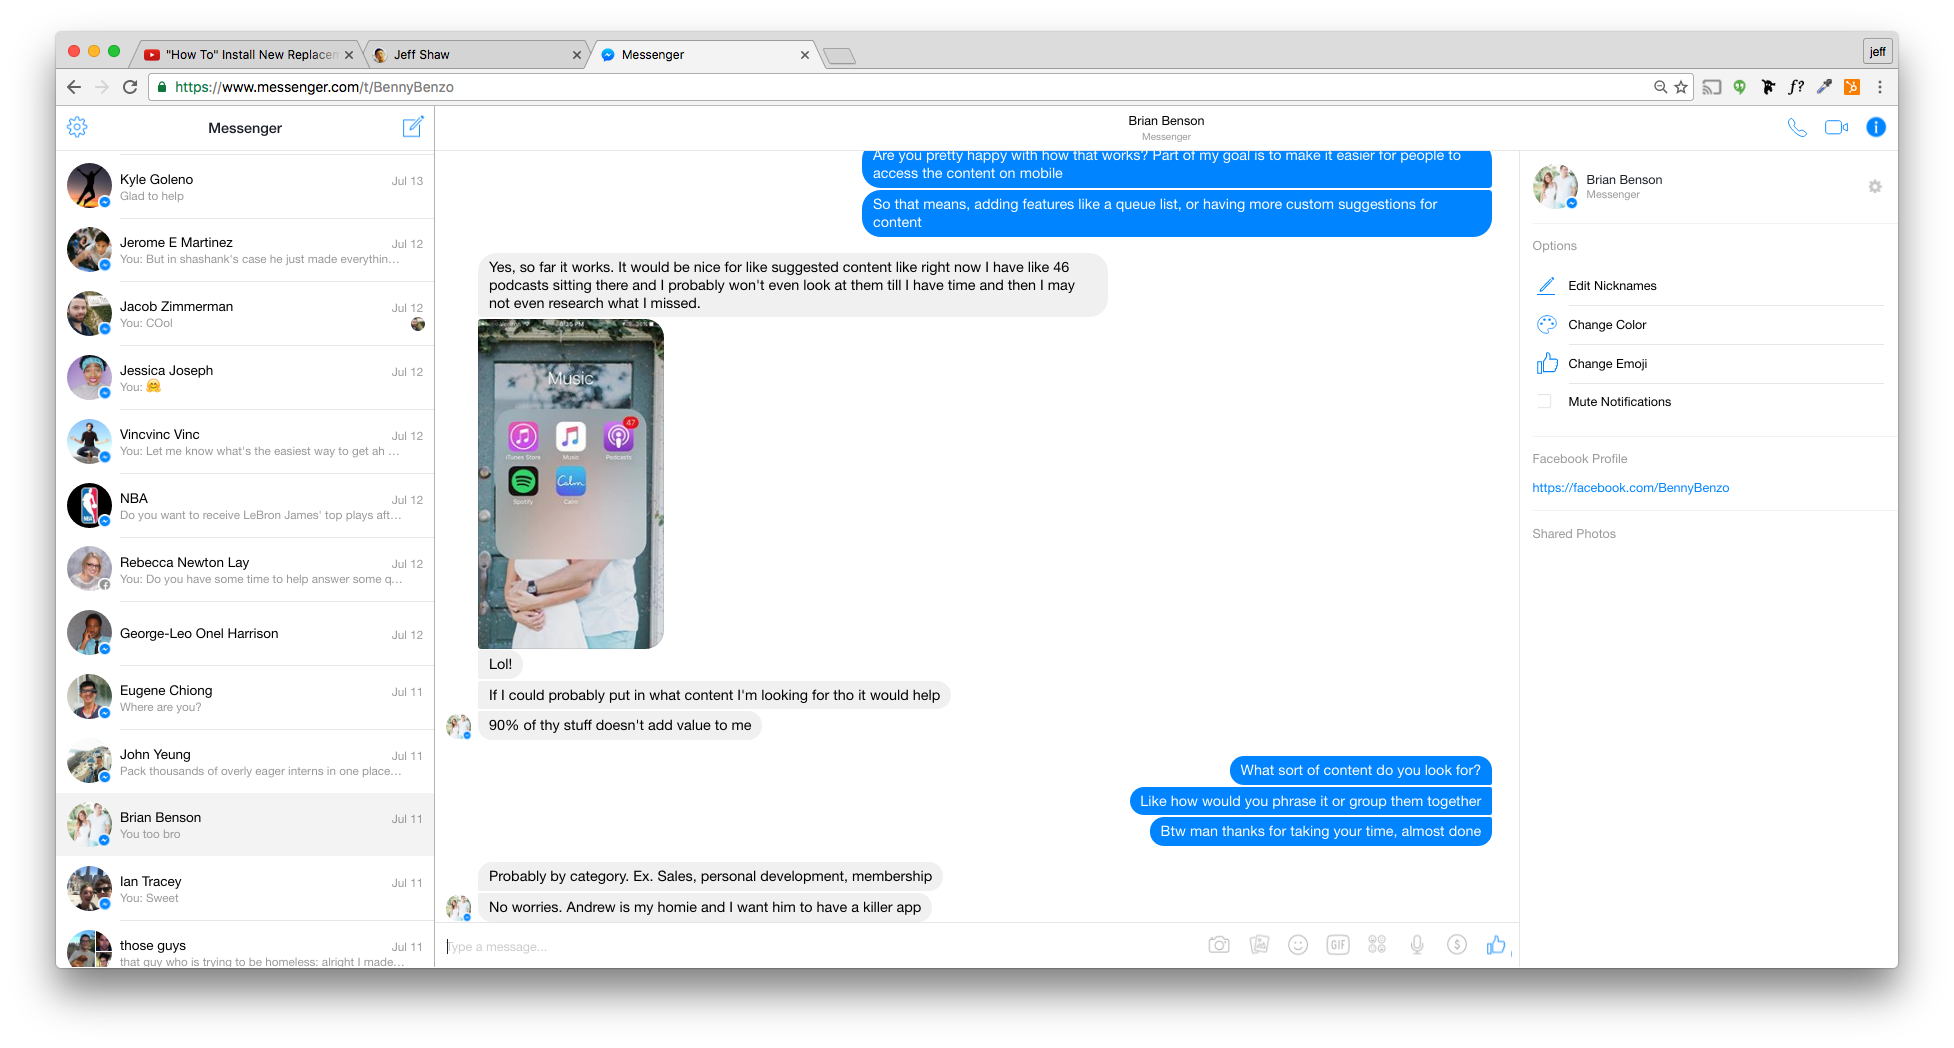 "How To" Install New Replacem
Jeff Shaw
Messenger
jeff
https://www.messenger.com/t/BennyBenzo
f?
Messenger
Kyle Goleno
Jul 13
Glad to help
Jerome E Martinez
Jul 12
You: But in shashank's case he just made everythin...
Jacob Zimmerman
Jul 12
You: COol
Jessica Joseph
Jul 12
You: 🤗
Vincvinc Vinc
Jul 12
You: Let me know what's the easiest way to get ah ...
NBA
Jul 12
Do you want to receive LeBron James' top plays aft...
Rebecca Newton Lay
Jul 12
You: Do you have some time to help answer some q...
George-Leo Onel Harrison
Jul 12
Eugene Chiong
Jul 11
Where are you?
John Yeung
Jul 11
Pack thousands of overly eager interns in one place...
Brian Benson
Jul 11
You too bro
Ian Tracey
Jul 11
You: Sweet
those guys
Jul 11
that guy who is trying to be homeless: alright I made...
Brian Benson
Messenger
Are you pretty happy with how that works? Part of my goal is to make it easier for people to
access the content on mobile
So that means, adding features like a queue list, or having more custom suggestions for
content
Yes, so far it works. It would be nice for like suggested content like right now I have like 46
podcasts sitting there and I probably won't even look at them till I have time and then I may
not even research what I missed.
Music
47
iTunes Store
Music
Podcasts
Calm
Spotify
Calm
Lol!
If I could probably put in what content I'm looking for tho it would help
90% of thy stuff doesn't add value to me
What sort of content do you look for?
Like how would you phrase it or group them together
Btw man thanks for taking your time, almost done
Probably by category. Ex. Sales, personal development, membership
No worries. Andrew is my homie and I want him to have a killer app
Type a message...
GIF
$
Brian Benson
Messenger
Options
Edit Nicknames
Change Color
Change Emoji
Mute Notifications
Facebook Profile
https://facebook.com/BennyBenzo
Shared Photos